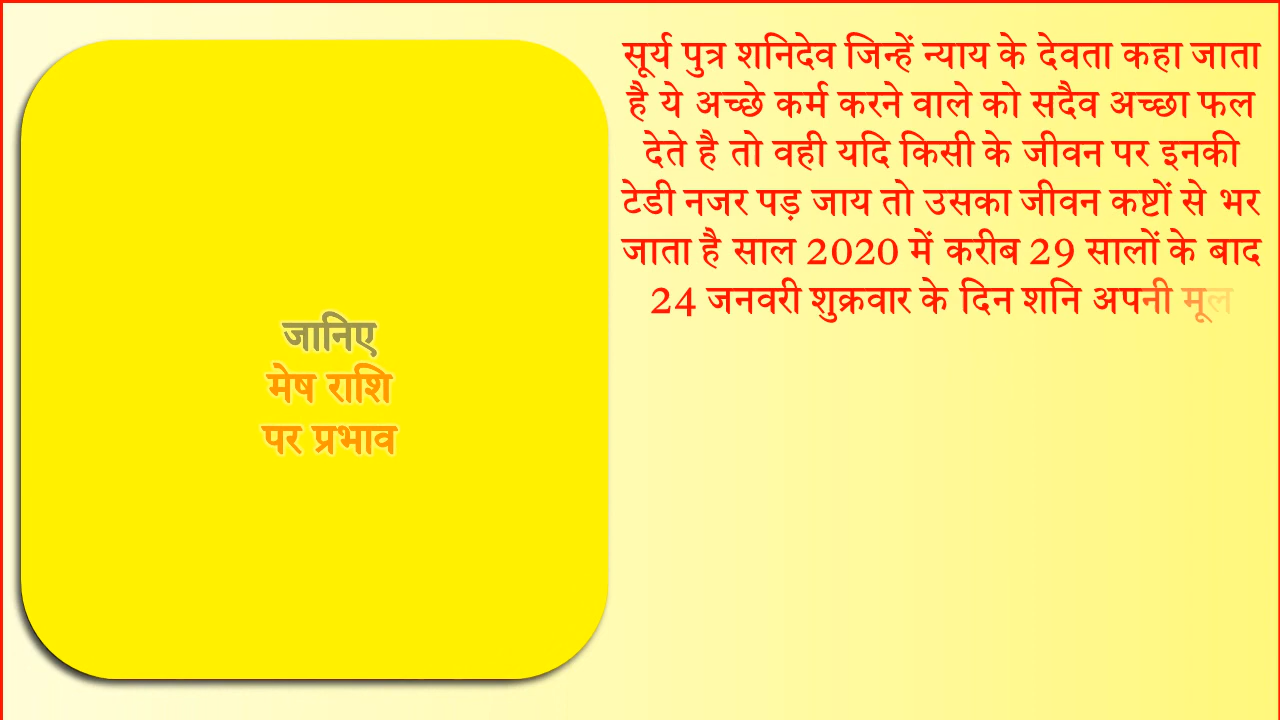 जानिए
मेष राशि
पर प्रभाव
सूर्य पुत्र शनिदेव जिन्हें न्याय के देवता कहा जाता
है ये अच्छे कर्म करने वाले को सदैव अच्छा फल
देते है तो वही यदि किसी के जीवन पर इनकी
टेडी नजर पड़ जाय तो उसका जीवन कष्टों से भर
जाता है साल 2020 में करीब 29 सालों के बाद
24 जनवरी शुक्रवार के दिन शनि अपनी मूल